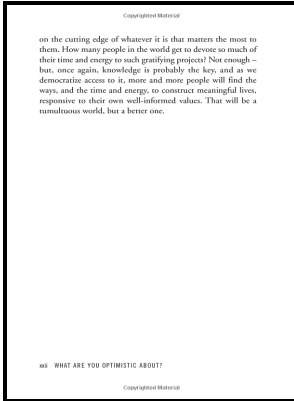 Copyrighted Material
on the cutting edge of whatever it is that matters the most to
them. How many people in the world get to devote so much of
their time and energy to such gratifying projects? Not enough –
but, once again, knowledge is probably the key, and as we
democratize access to it, more and more people will find the
ways, and the time and energy, to construct meaningful lives,
responsive to their own well-informed values. That will be a
tumultuous world, but a better one.
xxii WHAT ARE YOU OPTIMISTIC ABOUT?
Copyrighted Material